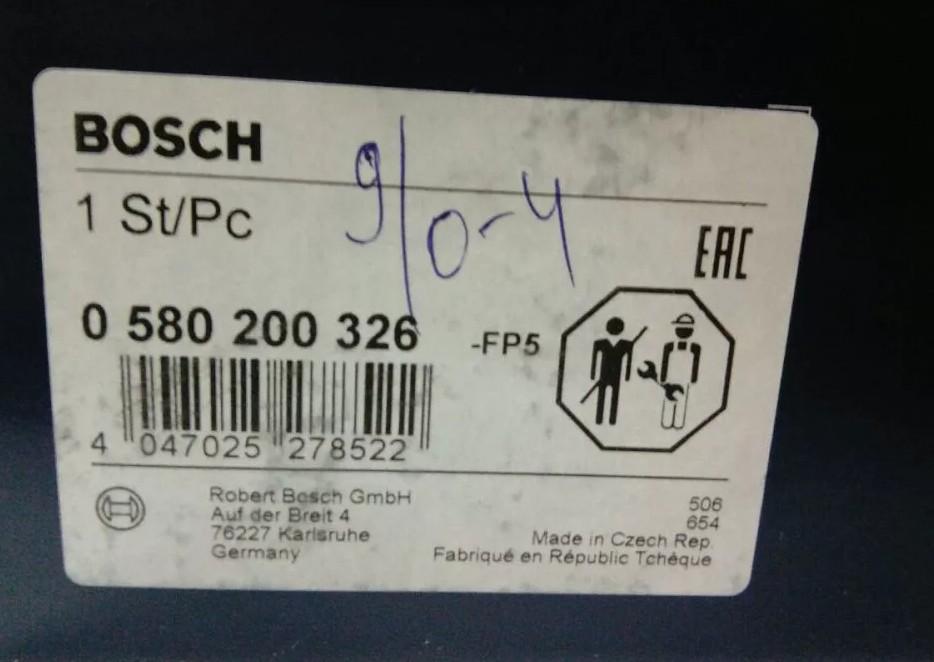 BOSCH
1 St/Pc
9/0-4
EAC
0 580 200 326
-FP5
4 047025 278522
Robert Bosch GmbH
Auf der Breit 4
76227 Karlsruhe
Germany
506
654
Made in Czech Rep.
Fabriqué en Républic Tchèque